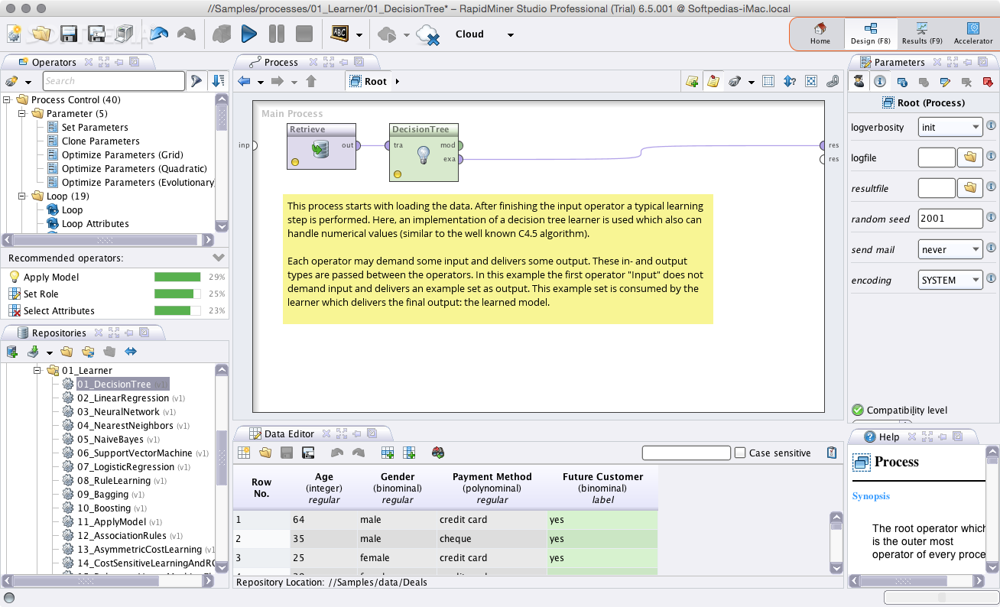 //Samples/processes/01_Learner/01_DecisionTree* – RapidMiner Studio Professional (Trial) 6.5.001 @ Softpedias-iMac.local
ABC
Cloud
Home
Design (F8)
Results (F9)
Accelerator
Operators
Search
Process Control (40)
Parameter (5)
Set Parameters
Clone Parameters
Optimize Parameters (Grid)
Optimize Parameters (Quadratic)
Optimize Parameters (Evolutionary
Loop (19)
Loop
Loop Attributes
Recommended operators:
Apply Model 29%
Set Role 25%
Select Attributes 23%
Repositories
01_Learner
01_DecisionTree (v1)
02_LinearRegression (v1)
03_NeuralNetwork (v1)
04_NearestNeighbors (v1)
05_NaiveBayes (v1)
06_SupportVectorMachine (v1)
07_LogisticRegression (v1)
08_RuleLearning (v1)
09_Bagging (v1)
10_Boosting (v1)
11_ApplyModel (v1)
12_AssociationRules (v1)
13_AsymmetricCostLearning (v1
14_CostSensitiveLearningAndRO
Process
Root
Main Process
Retrieve
DecisionTree
inp
out
tra
mod
exa
res
res
This process starts with loading the data. After finishing the input operator a typical learning
step is performed. Here, an implementation of a decision tree learner is used which also can
handle numerical values (similar to the well known C4.5 algorithm).
Each operator may demand some input and delivers some output. These in- and output
types are passed between the operators. In this example the first operator "Input" does not
demand input and delivers an example set as output. This example set is consumed by the
learner which delivers the final output: the learned model.
Data Editor
Case sensitive
Row No. Age (integer) regular Gender (binominal) regular Payment Method (polynominal) regular Future Customer (binominal) label
1 64 male credit card yes
2 35 male cheque yes
3 25 female credit card yes
Repository Location: //Samples/data/Deals
Parameters
Root (Process)
logverbosity init
logfile
resultfile
random seed 2001
send mail never
encoding SYSTEM
Compatibility level
Help
Process
Synopsis
The root operator which
is the outer most
operator of every proce